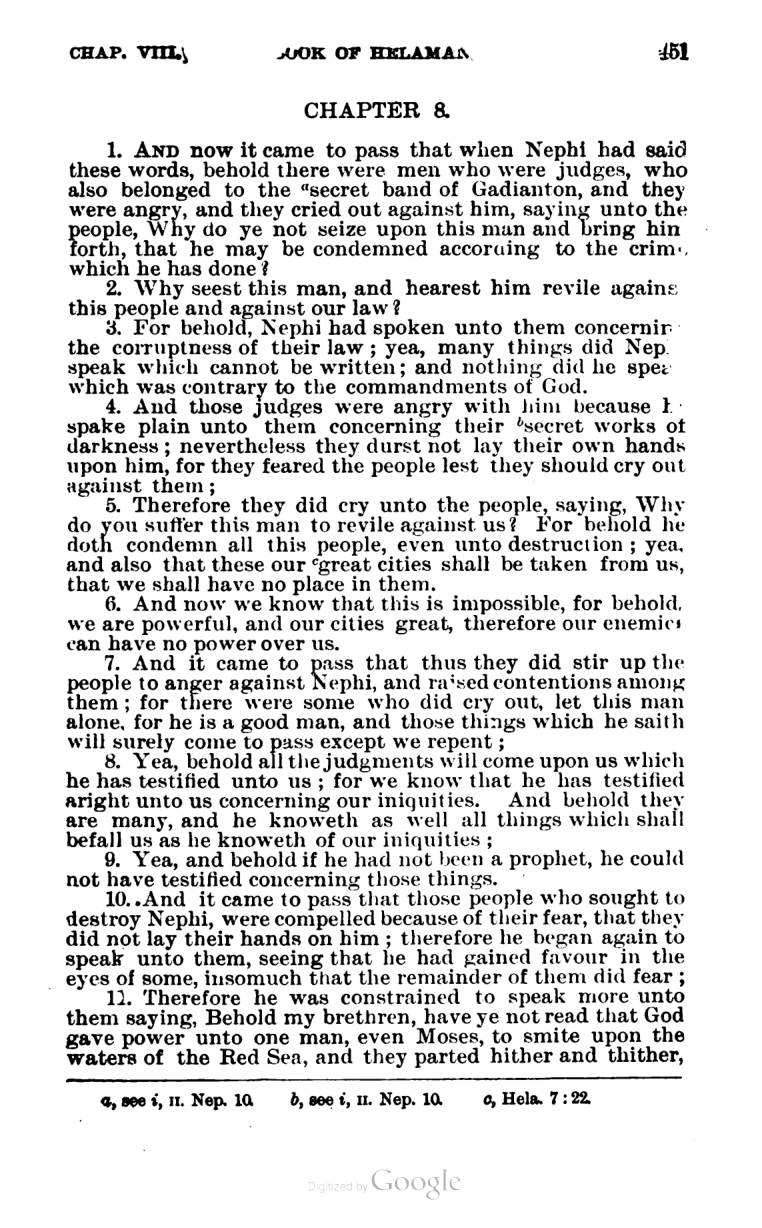 CHAP. VIII.] BOOK OF HELAMAN. 451
CHAPTER 8.
1. AND now it came to pass that when Nephi had said
these words, behold there were men who were judges, who
also belonged to the ᵃsecret band of Gadianton, and they
were angry, and they cried out against him, saying unto the
people, Why do ye not seize upon this man and bring him
forth, that he may be condemned according to the crime
which he has done?
2. Why seest this man, and hearest him revile against
this people and against our law?
3. For behold, Nephi had spoken unto them concerning
the corruptness of their law; yea, many things did Nephi
speak which cannot be written; and nothing did he speak
which was contrary to the commandments of God.
4. And those judges were angry with him because he
spake plain unto them concerning their ᵇsecret works of
darkness; nevertheless they durst not lay their own hands
upon him, for they feared the people lest they should cry out
against them;
5. Therefore they did cry unto the people, saying, Why
do you suffer this man to revile against us? For behold he
doth condemn all this people, even unto destruction; yea,
and also that these our ᶜgreat cities shall be taken from us,
that we shall have no place in them.
6. And now we know that this is impossible, for behold,
we are powerful, and our cities great, therefore our enemies
can have no power over us.
7. And it came to pass that thus they did stir up the
people to anger against Nephi, and raised contentions among
them; for there were some who did cry out, let this man
alone, for he is a good man, and those things which he saith
will surely come to pass except we repent;
8. Yea, behold all the judgments will come upon us which
he has testified unto us; for we know that he has testified
aright unto us concerning our iniquities. And behold they
are many, and he knoweth as well all things which shall
befall us as he knoweth of our iniquities;
9. Yea, and behold if he had not been a prophet, he could
not have testified concerning those things.
10. And it came to pass that those people who sought to
destroy Nephi, were compelled because of their fear, that they
did not lay their hands on him; therefore he began again to
speak unto them, seeing that he had gained favour in the
eyes of some, insomuch that the remainder of them did fear;
11. Therefore he was constrained to speak more unto
them saying, Behold my brethren, have ye not read that God
gave power unto one man, even Moses, to smite upon the
waters of the Red Sea, and they parted hither and thither,
a, see i, II. Nep. 10. b, see i, II. Nep. 10. c, Hela. 7:22.
Digitized by Google